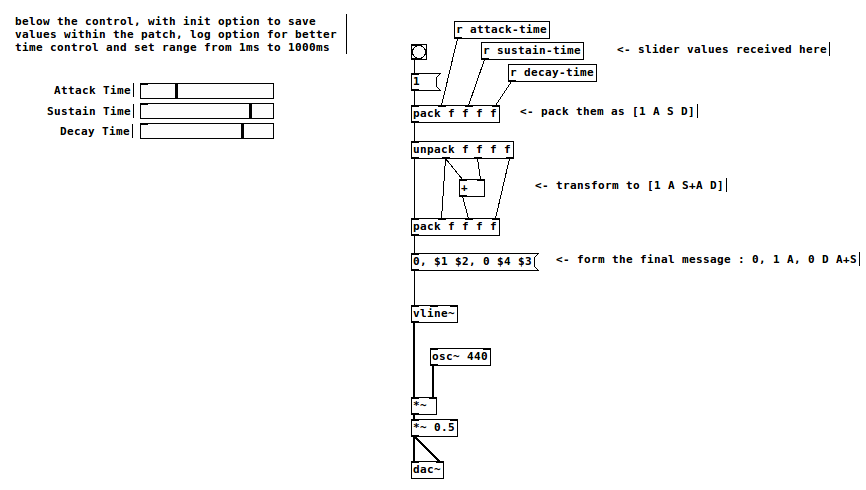 below the control, with init option to save
values within the patch, log option for better
time control and set range from 1ms to 1000ms
Attack Time
Sustain Time
Decay Time
r attack-time
r sustain-time
<- slider values received here
r decay-time
1
pack f f f f
<- pack them as [1 A S D]
unpack f f f f
+
<- transform to [1 A S+A D]
pack f f f f
0, $1 $2, 0 $4 $3
<- form the final message : 0, 1 A, 0 D A+S
vline~
osc~ 440
*~
*~ 0.5
dac~